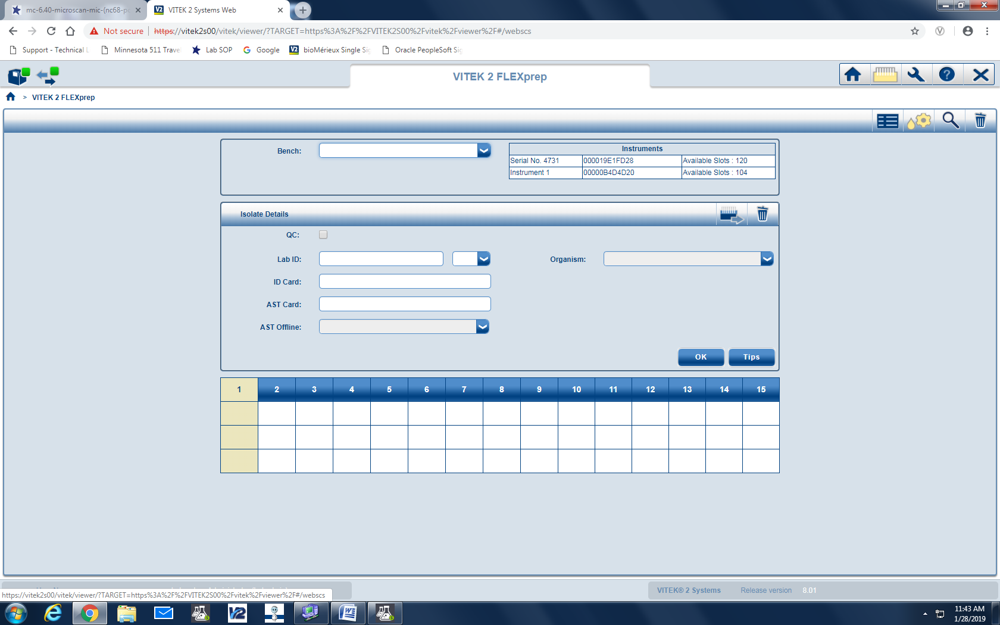 mc-6.40-microscan-mic-(nc68-pc
VITEK 2 Systems Web
Not secure
https://vitek2s00/vitek/viewer/?TARGET=https%3A%2F%2FVITEK2S00%2Fvitek%2Fviewer%2F#/webscs
Support - Technical L
Minnesota 511 Trave
Lab SOP
Google
V2 bioMérieux Single Sig
Oracle PeopleSoft Sig
VITEK 2 FLEXprep
> VITEK 2 FLEXprep
Bench:
Instruments
Serial No. 4731 000019E1FD28 Available Slots : 120
Instrument 1 00000B4D4D20 Available Slots : 104
Isolate Details
QC:
Lab ID:
Organism:
ID Card:
AST Card:
AST Offline:
OK Tips
1 2 3 4 5 6 7 8 9 10 11 12 13 14 15
https://vitek2s00/vitek/viewer/?TARGET=https%3A%2F%2FVITEK2S00%2Fvitek%2Fviewer%2F#/webscs
VITEK® 2 Systems Release version 8.01
V2
11:43 AM
1/28/2019